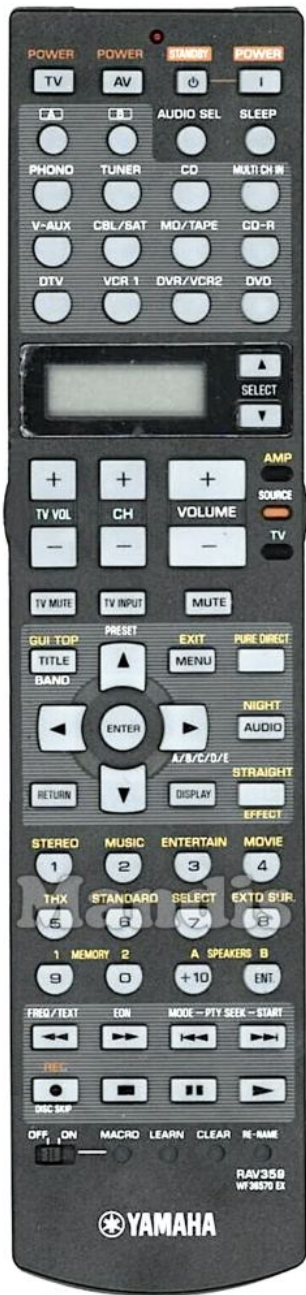 POWER POWER STANDBY POWER
TV AV I
A B AUDIO SEL SLEEP
PHONO TUNER CD MULTI CH IN
V-AUX CBL/SAT MD/TAPE CD-R
DTV VCR 1 DVR/VCR2 DVD
SELECT
AMP
+ + +
SOURCE
TV VOL CH VOLUME
TV
− − −
TV MUTE TV INPUT MUTE
PRESET
GUI TOP EXIT PURE DIRECT
TITLE MENU
BAND
NIGHT
ENTER AUDIO
A/B/C/D/E
STRAIGHT
RETURN DISPLAY
EFFECT
STEREO MUSIC ENTERTAIN MOVIE
1 2 3 4
Mandis
THX STANDARD SELECT EXTD SUR.
5 6 7 8
1 MEMORY 2 A SPEAKERS B
9 0 +10 ENT.
FREQ/TEXT EON MODE – PTY SEEK – START
REC
DISC SKIP
OFF ON MACRO LEARN CLEAR RE-NAME
RAV359
WF36570 EX
YAMAHA